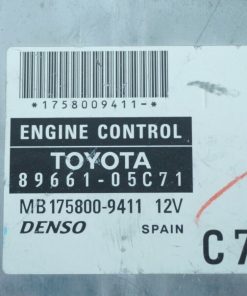 *1758009411-*
ENGINE CONTROL
TOYOTA
89661-05C71
MB175800-9411 12V
DENSO SPAIN
C7